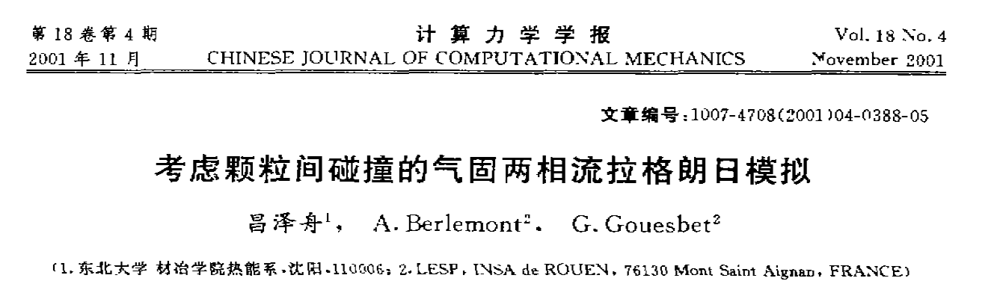 第 18 卷第 4 期 计算力学学报 Vol. 18 No. 4
2001 年 11 月 CHINESE JOURNAL OF COMPUTATIONAL MECHANICS November 2001
文章编号:1007-4708(2001)04-0388-05
考虑颗粒间碰撞的气固两相流拉格朗日模拟
昌泽舟¹, A. Berlemont², G. Gouesbet²
(1. 东北大学 材冶学院热能系,沈阳,110006; 2. LESP, INSA de ROUEN, 76130 Mont Saint Aignan, FRANCE)